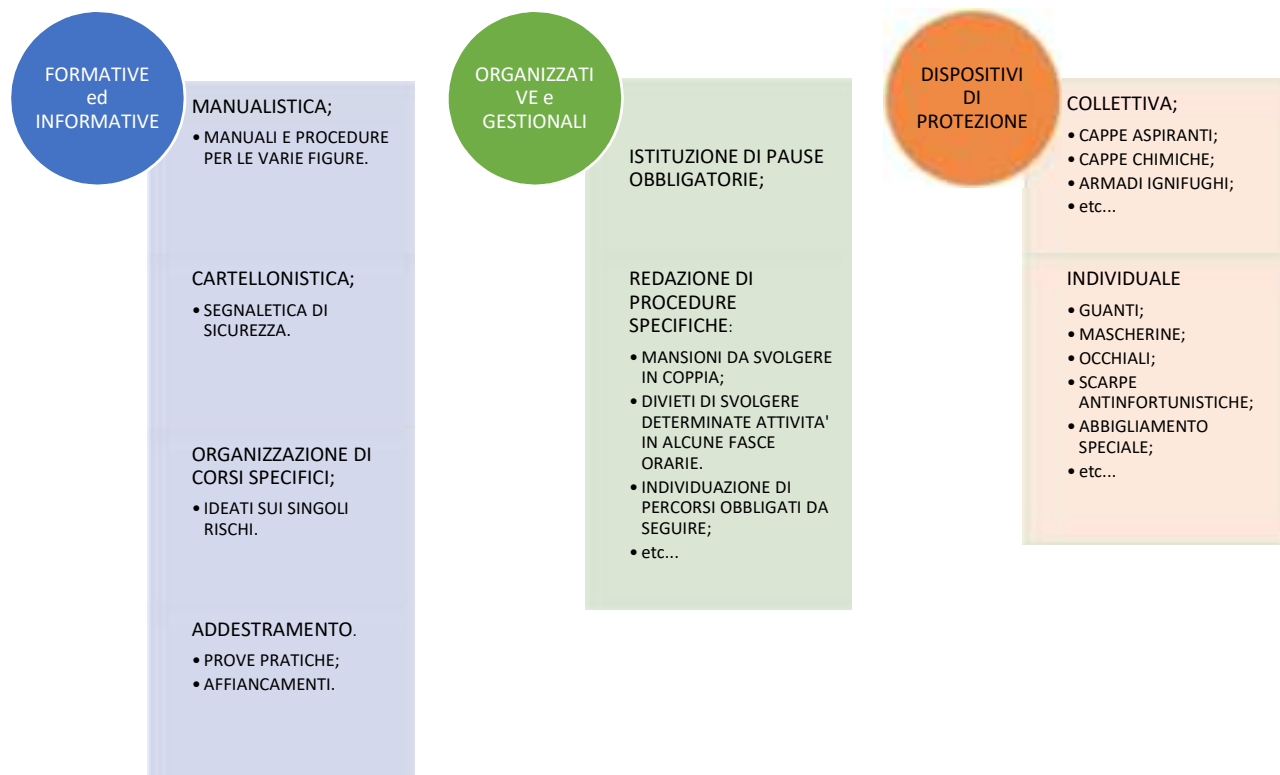 FORMATIVE
ed
INFORMATIVE
MANUALISTICA;
• MANUALI E PROCEDURE
PER LE VARIE FIGURE.
CARTELLONISTICA;
• SEGNALETICA DI
SICUREZZA.
ORGANIZZAZIONE DI
CORSI SPECIFICI;
• IDEATI SUI SINGOLI
RISCHI.
ADDESTRAMENTO.
• PROVE PRATICHE;
• AFFIANCAMENTI.
ORGANIZZATI
VE e
GESTIONALI
ISTITUZIONE DI PAUSE
OBBLIGATORIE;
REDAZIONE DI
PROCEDURE
SPECIFICHE:
• MANSIONI DA SVOLGERE
IN COPPIA;
• DIVIETI DI SVOLGERE
DETERMINATE ATTIVITA'
IN ALCUNE FASCE
ORARIE.
• INDIVIDUAZIONE DI
PERCORSI OBBLIGATI DA
SEGUIRE;
• etc...
DISPOSITIVI
DI
PROTEZIONE
COLLETTIVA;
• CAPPE ASPIRANTI;
• CAPPE CHIMICHE;
• ARMADI IGNIFUGHI;
• etc...
INDIVIDUALE
• GUANTI;
• MASCHERINE;
• OCCHIALI;
• SCARPE
ANTINFORTUNISTICHE;
• ABBIGLIAMENTO
SPECIALE;
• etc...